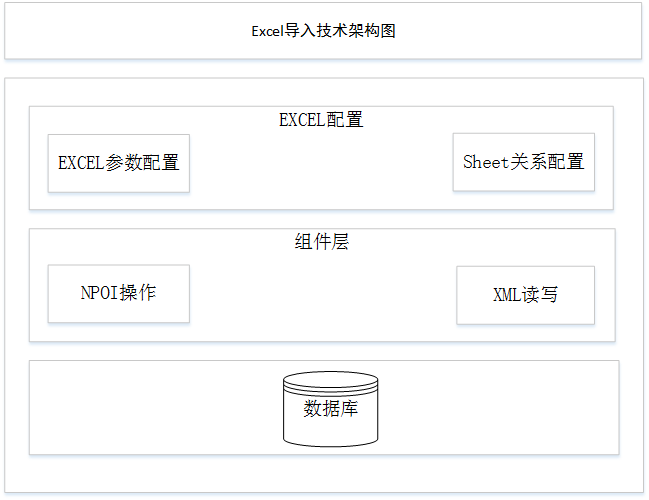 Excel导入技术架构图
EXCEL配置
EXCEL参数配置
Sheet关系配置
组件层
NPOI操作
XML读写
数据库